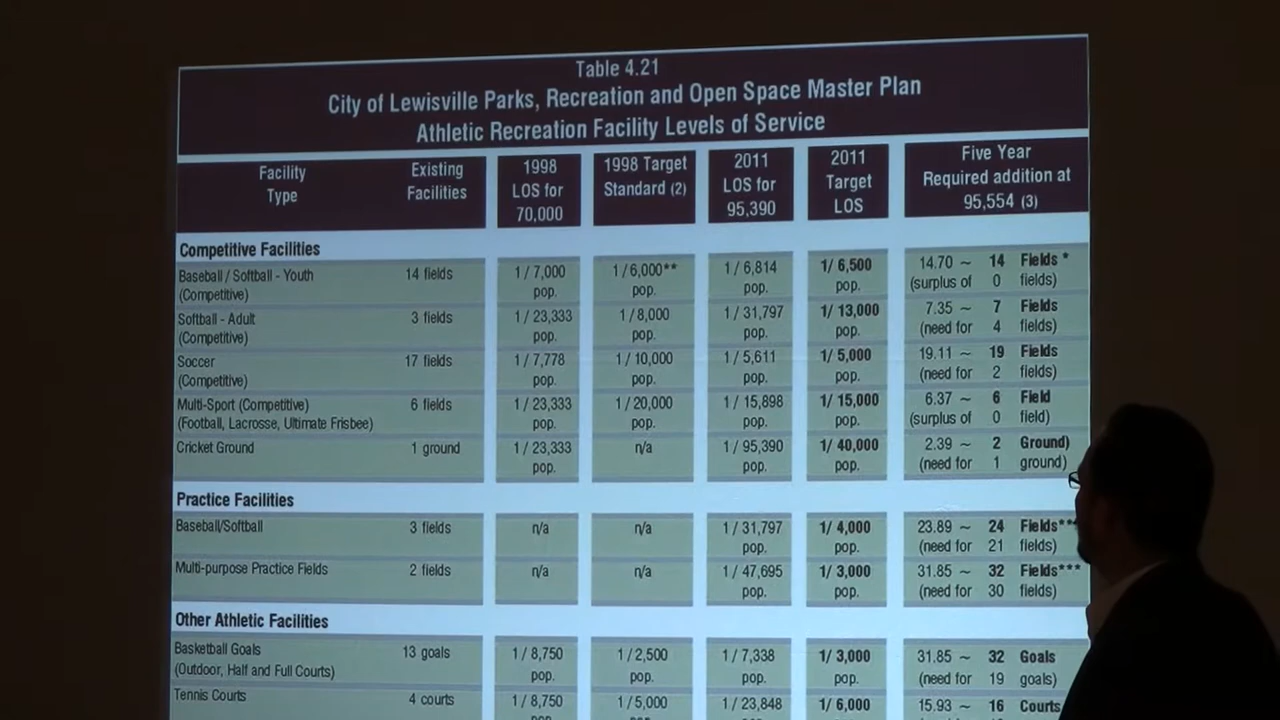 Table 4.21
City of Lewisville Parks, Recreation and Open Space Master Plan
Athletic Recreation Facility Levels of Service
Facility Type Existing Facilities 1998 LOS for 70,000 1998 Target Standard (2) 2011 LOS for 95,390 2011 Target LOS Five Year Required addition at 95,554 (3)
Competitive Facilities
Baseball / Softball - Youth 14 fields 1 / 7,000 1 / 6,000** 1 / 6,814 1/ 6,500 14.70 ~ 14 Fields *
(Competitive) pop. pop. pop. pop. (surplus of 0 fields)
Softball - Adult 3 fields 1 / 23,333 1 / 8,000 1 / 31,797 1/ 13,000 7.35 ~ 7 Fields
(Competitive) pop. pop. pop. pop. (need for 4 fields)
Soccer 17 fields 1 / 7,778 1 / 10,000 1 / 5,611 1/ 5,000 19.11 ~ 19 Fields
(Competitive) pop. pop. pop. pop. (need for 2 fields)
Multi-Sport (Competitive) 6 fields 1 / 23,333 1 / 20,000 1 / 15,898 1/ 15,000 6.37 ~ 6 Field
(Football, Lacrosse, Ultimate Frisbee) pop. pop. pop. pop. (surplus of 0 field)
Cricket Ground 1 ground 1 / 23,333 n/a 1 / 95,390 1/ 40,000 2.39 ~ 2 Ground)
pop. pop. pop. (need for 1 ground)
Practice Facilities
Baseball/Softball 3 fields n/a n/a 1 / 31,797 1/ 4,000 23.89 ~ 24 Fields***
pop. pop. (need for 21 fields)
Multi-purpose Practice Fields 2 fields n/a n/a 1 / 47,695 1/ 3,000 31.85 ~ 32 Fields***
pop. pop. (need for 30 fields)
Other Athletic Facilities
Basketball Goals 13 goals 1 / 8,750 1 / 2,500 1 / 7,338 1/ 3,000 31.85 ~ 32 Goals
(Outdoor, Half and Full Courts) pop. pop. pop. pop. (need for 19 goals)
Tennis Courts 4 courts 1 / 8,750 1 / 5,000 1 / 23,848 1/ 6,000 15.93 ~ 16 Courts